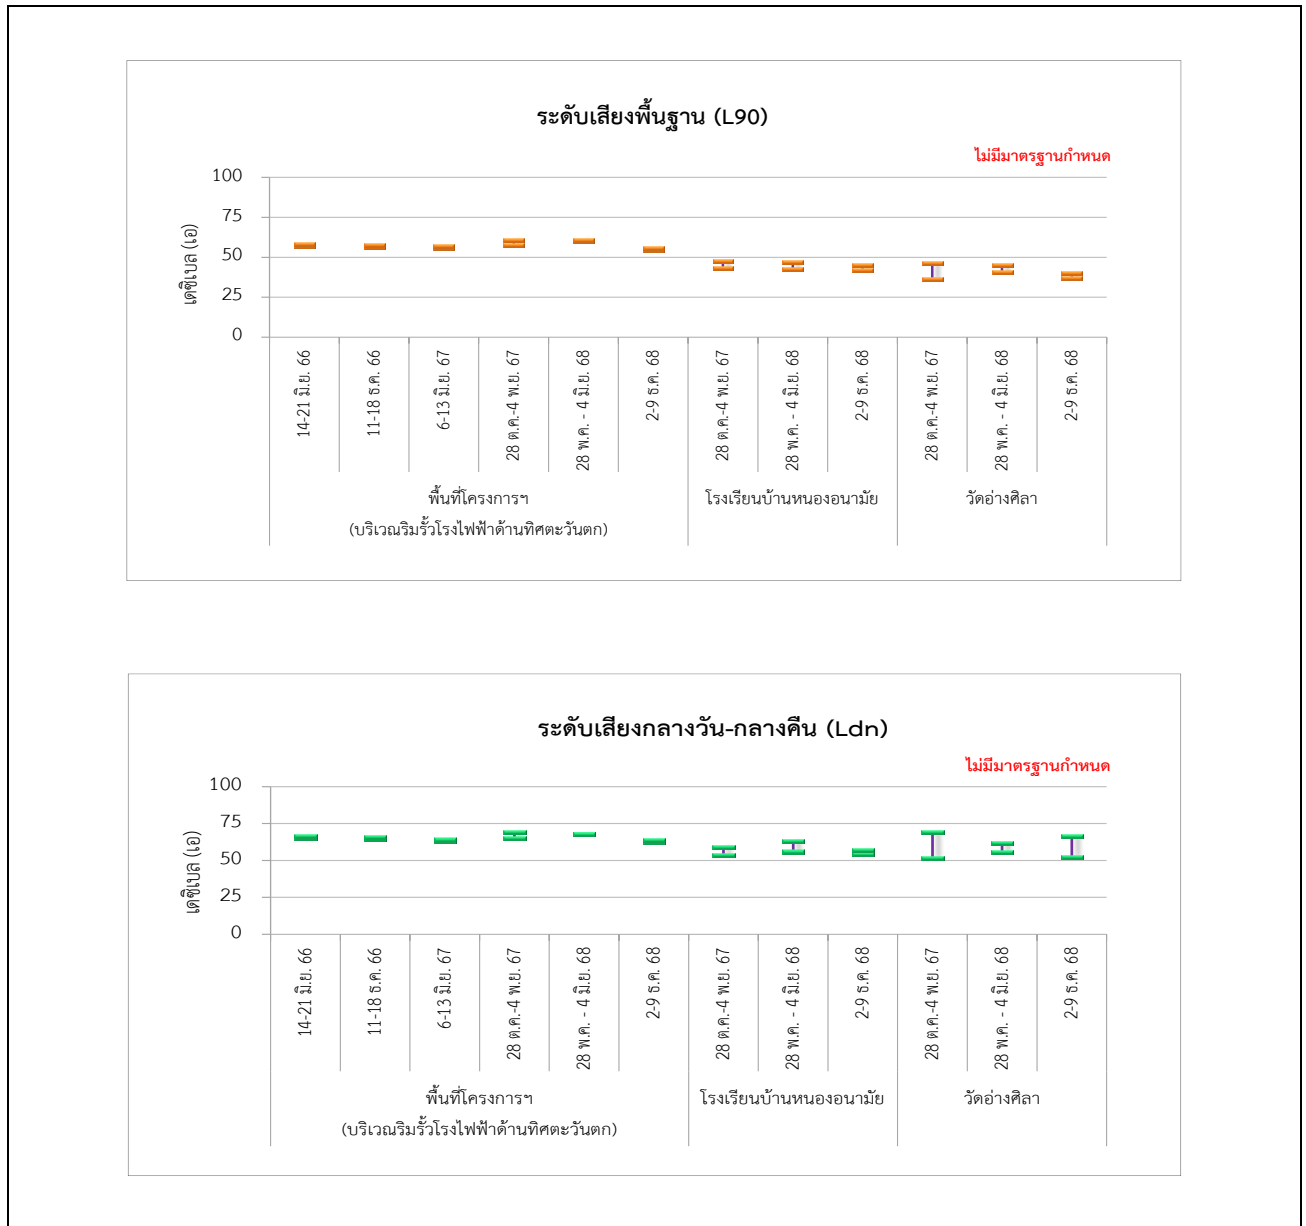 ระดับเสียงพื้นฐาน (L90)
ไม่มีมาตรฐานกำหนด
เดซิเบล (เอ)
100
75
50
25
0
14-21 มิ.ย. 66
11-18 ธ.ค. 66
6-13 มิ.ย. 67
28 ต.ค.-4 พ.ย. 67
28 พ.ค. - 4 มิ.ย. 68
2-9 ธ.ค. 68
28 ต.ค.-4 พ.ย. 67
28 พ.ค. - 4 มิ.ย. 68
2-9 ธ.ค. 68
28 ต.ค.-4 พ.ย. 67
28 พ.ค. - 4 มิ.ย. 68
2-9 ธ.ค. 68
พื้นที่โครงการฯ
(บริเวณริมรั้วโรงไฟฟ้าด้านทิศตะวันตก)
โรงเรียนบ้านหนองอนามัย
วัดอ่างศิลา
ระดับเสียงกลางวัน-กลางคืน (Ldn)
ไม่มีมาตรฐานกำหนด
เดซิเบล (เอ)
100
75
50
25
0
14-21 มิ.ย. 66
11-18 ธ.ค. 66
6-13 มิ.ย. 67
28 ต.ค.-4 พ.ย. 67
28 พ.ค. - 4 มิ.ย. 68
2-9 ธ.ค. 68
28 ต.ค.-4 พ.ย. 67
28 พ.ค. - 4 มิ.ย. 68
2-9 ธ.ค. 68
28 ต.ค.-4 พ.ย. 67
28 พ.ค. - 4 มิ.ย. 68
2-9 ธ.ค. 68
พื้นที่โครงการฯ
(บริเวณริมรั้วโรงไฟฟ้าด้านทิศตะวันตก)
โรงเรียนบ้านหนองอนามัย
วัดอ่างศิลา